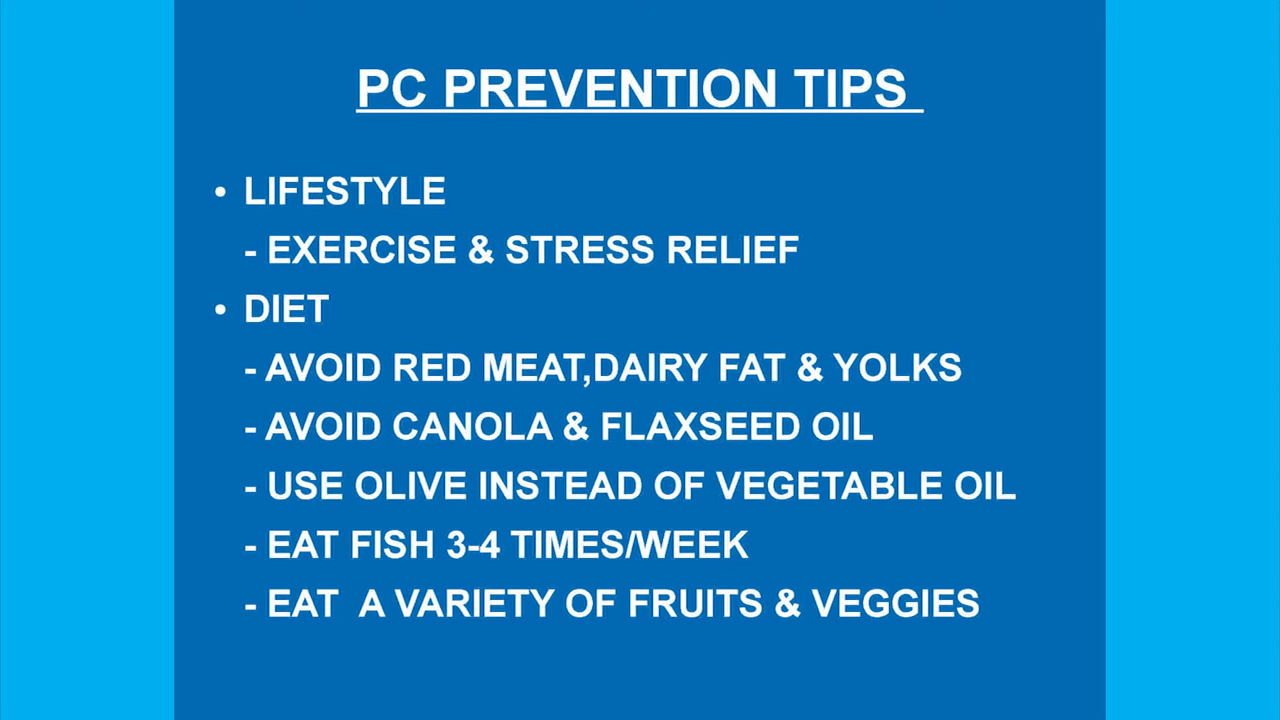 PC PREVENTION TIPS
• LIFESTYLE
- EXERCISE & STRESS RELIEF
• DIET
- AVOID RED MEAT,DAIRY FAT & YOLKS
- AVOID CANOLA & FLAXSEED OIL
- USE OLIVE INSTEAD OF VEGETABLE OIL
- EAT FISH 3-4 TIMES/WEEK
- EAT  A VARIETY OF FRUITS & VEGGIES